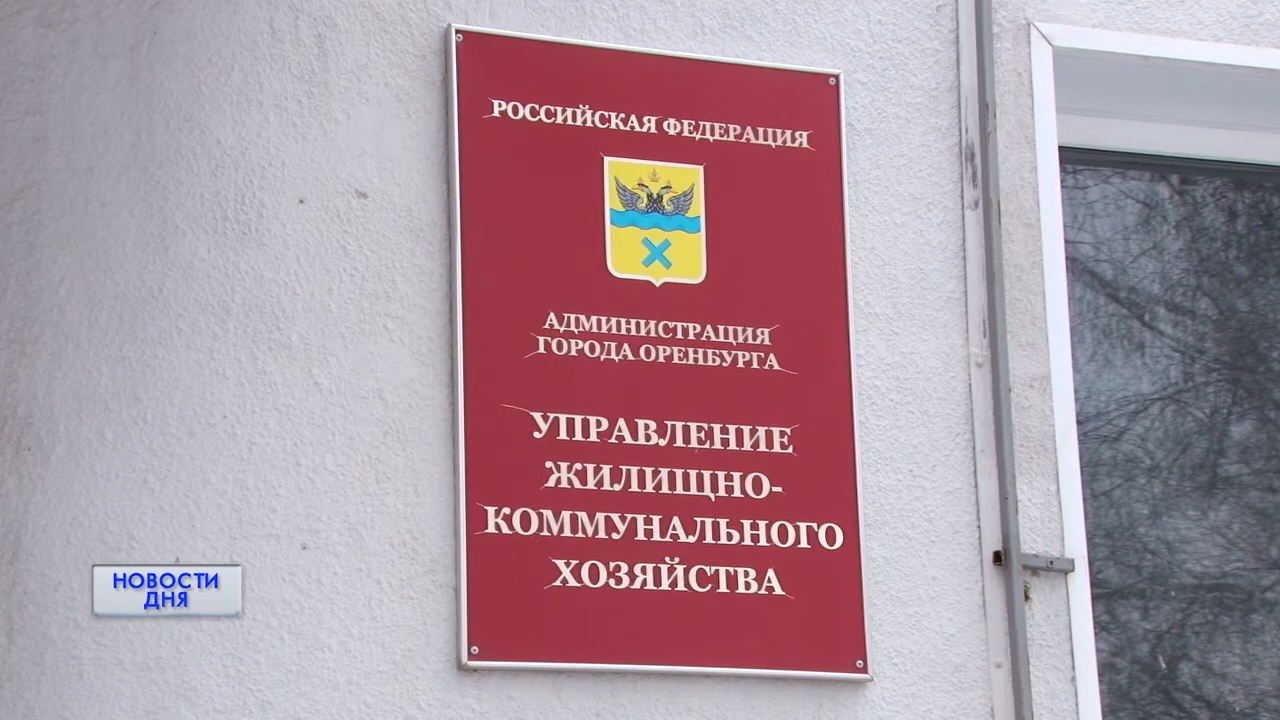 РОССИЙСКАЯ ФЕДЕРАЦИЯ
АДМИНИСТРАЦИЯ
ГОРОДА ОРЕНБУРГА
УПРАВЛЕНИЕ
ЖИЛИЩНО-
КОММУНАЛЬНОГО
ХОЗЯЙСТВА
НОВОСТИ
ДНЯ